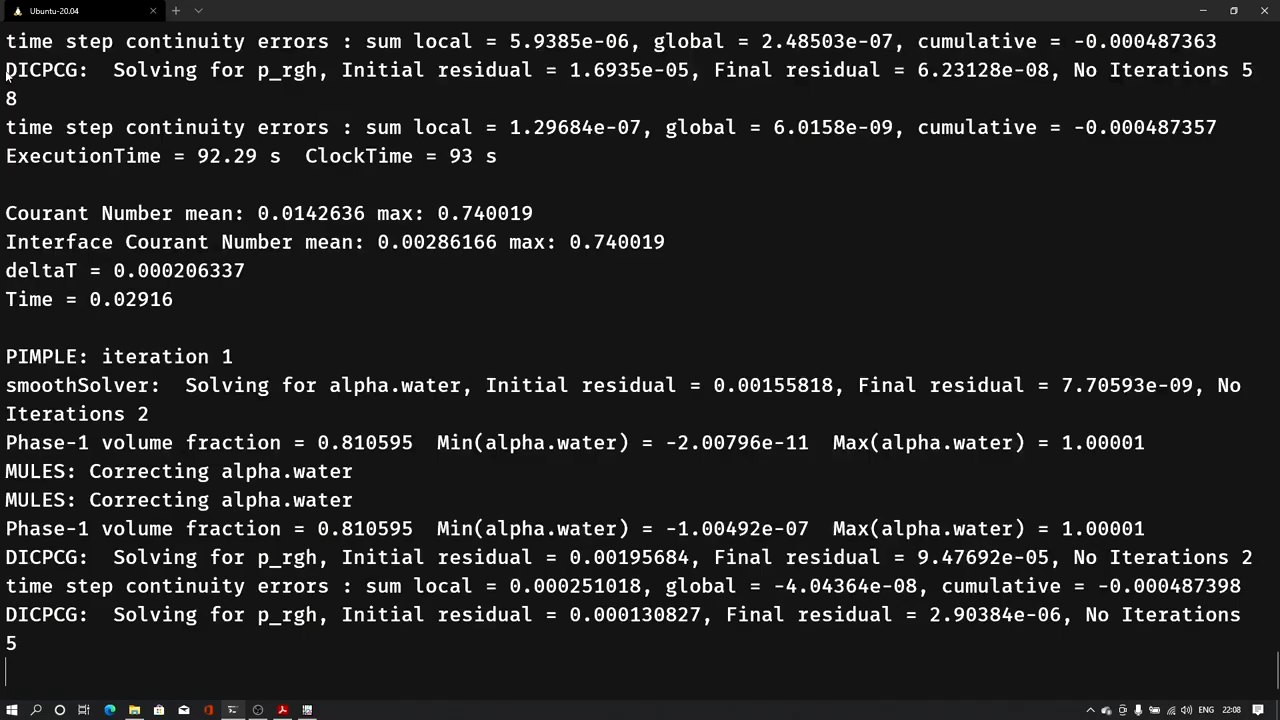 Ubuntu-20.04
time step continuity errors : sum local = 5.9385e-06, global = 2.48503e-07, cumulative = -0.000487363
DICPCG:  Solving for p_rgh, Initial residual = 1.6935e-05, Final residual = 6.23128e-08, No Iterations 5
8
time step continuity errors : sum local = 1.29684e-07, global = 6.0158e-09, cumulative = -0.000487357
ExecutionTime = 92.29 s  ClockTime = 93 s
Courant Number mean: 0.0142636 max: 0.740019
Interface Courant Number mean: 0.00286166 max: 0.740019
deltaT = 0.000206337
Time = 0.02916
PIMPLE: iteration 1
smoothSolver:  Solving for alpha.water, Initial residual = 0.00155818, Final residual = 7.70593e-09, No
Iterations 2
Phase-1 volume fraction = 0.810595  Min(alpha.water) = -2.00796e-11  Max(alpha.water) = 1.00001
MULES: Correcting alpha.water
MULES: Correcting alpha.water
Phase-1 volume fraction = 0.810595  Min(alpha.water) = -1.00492e-07  Max(alpha.water) = 1.00001
DICPCG:  Solving for p_rgh, Initial residual = 0.00195684, Final residual = 9.47692e-05, No Iterations 2
time step continuity errors : sum local = 0.000251018, global = -4.04364e-08, cumulative = -0.000487398
DICPCG:  Solving for p_rgh, Initial residual = 0.000130827, Final residual = 2.90384e-06, No Iterations
5
ENG 22:08